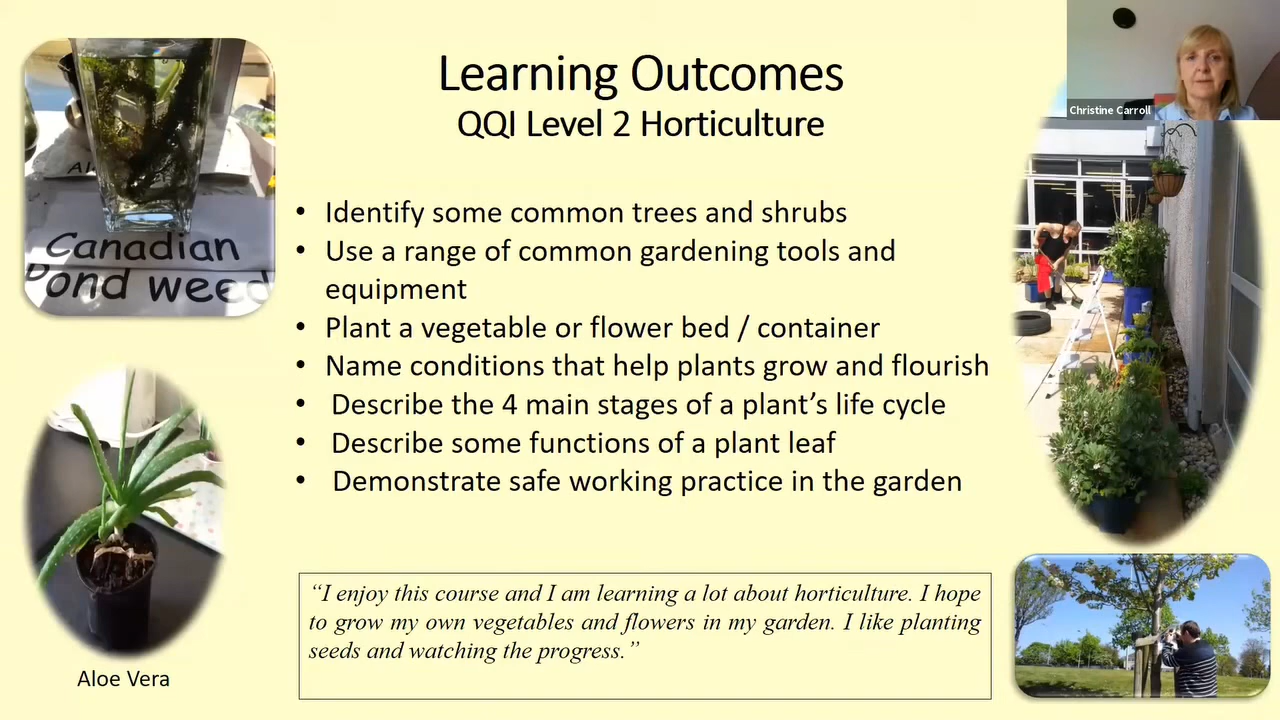 Learning Outcomes
QQI Level 2 Horticulture
Christine Carroll
Canadian
Pond weed
• Identify some common trees and shrubs
• Use a range of common gardening tools and
equipment
• Plant a vegetable or flower bed / container
• Name conditions that help plants grow and flourish
• Describe the 4 main stages of a plant’s life cycle
• Describe some functions of a plant leaf
• Demonstrate safe working practice in the garden
“I enjoy this course and I am learning a lot about horticulture. I hope
to grow my own vegetables and flowers in my garden. I like planting
seeds and watching the progress.”
Aloe Vera